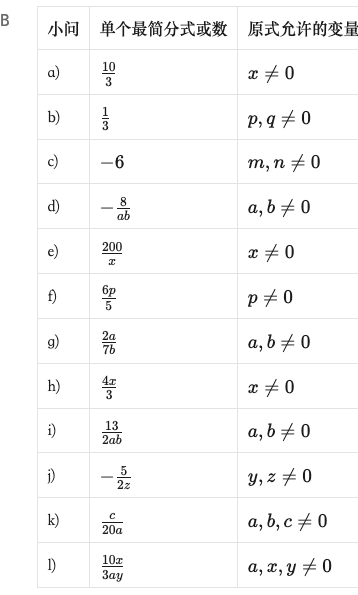 B
小问 单个最简分式或数 原式允许的变量
a) 10/3 x ≠ 0
b) 1/3 p, q ≠ 0
c) −6 m, n ≠ 0
d) −8/(ab) a, b ≠ 0
e) 200/x x ≠ 0
f) 6p/5 p ≠ 0
g) 2a/(7b) a, b ≠ 0
h) 4x/3 x ≠ 0
i) 13/(2ab) a, b ≠ 0
j) −5/(2z) y, z ≠ 0
k) c/(20a) a, b, c ≠ 0
l) 10x/(3ay) a, x, y ≠ 0